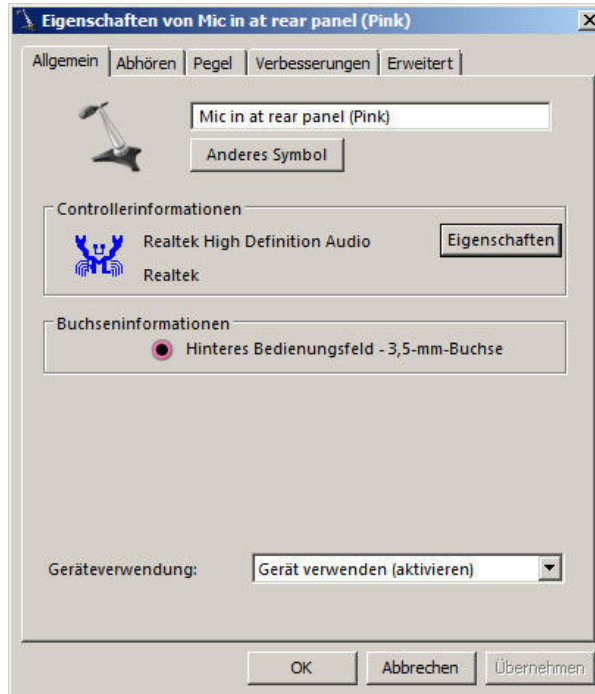 Eigenschaften von Mic in at rear panel (Pink)
Allgemein Abhören Pegel Verbesserungen Erweitert
Mic in at rear panel (Pink)
Anderes Symbol
Controllerinformationen
Realtek High Definition Audio
Eigenschaften
Realtek
Buchseninformationen
Hinteres Bedienungsfeld - 3,5-mm-Buchse
Geräteverwendung: Gerät verwenden (aktivieren)
OK Abbrechen Übernehmen